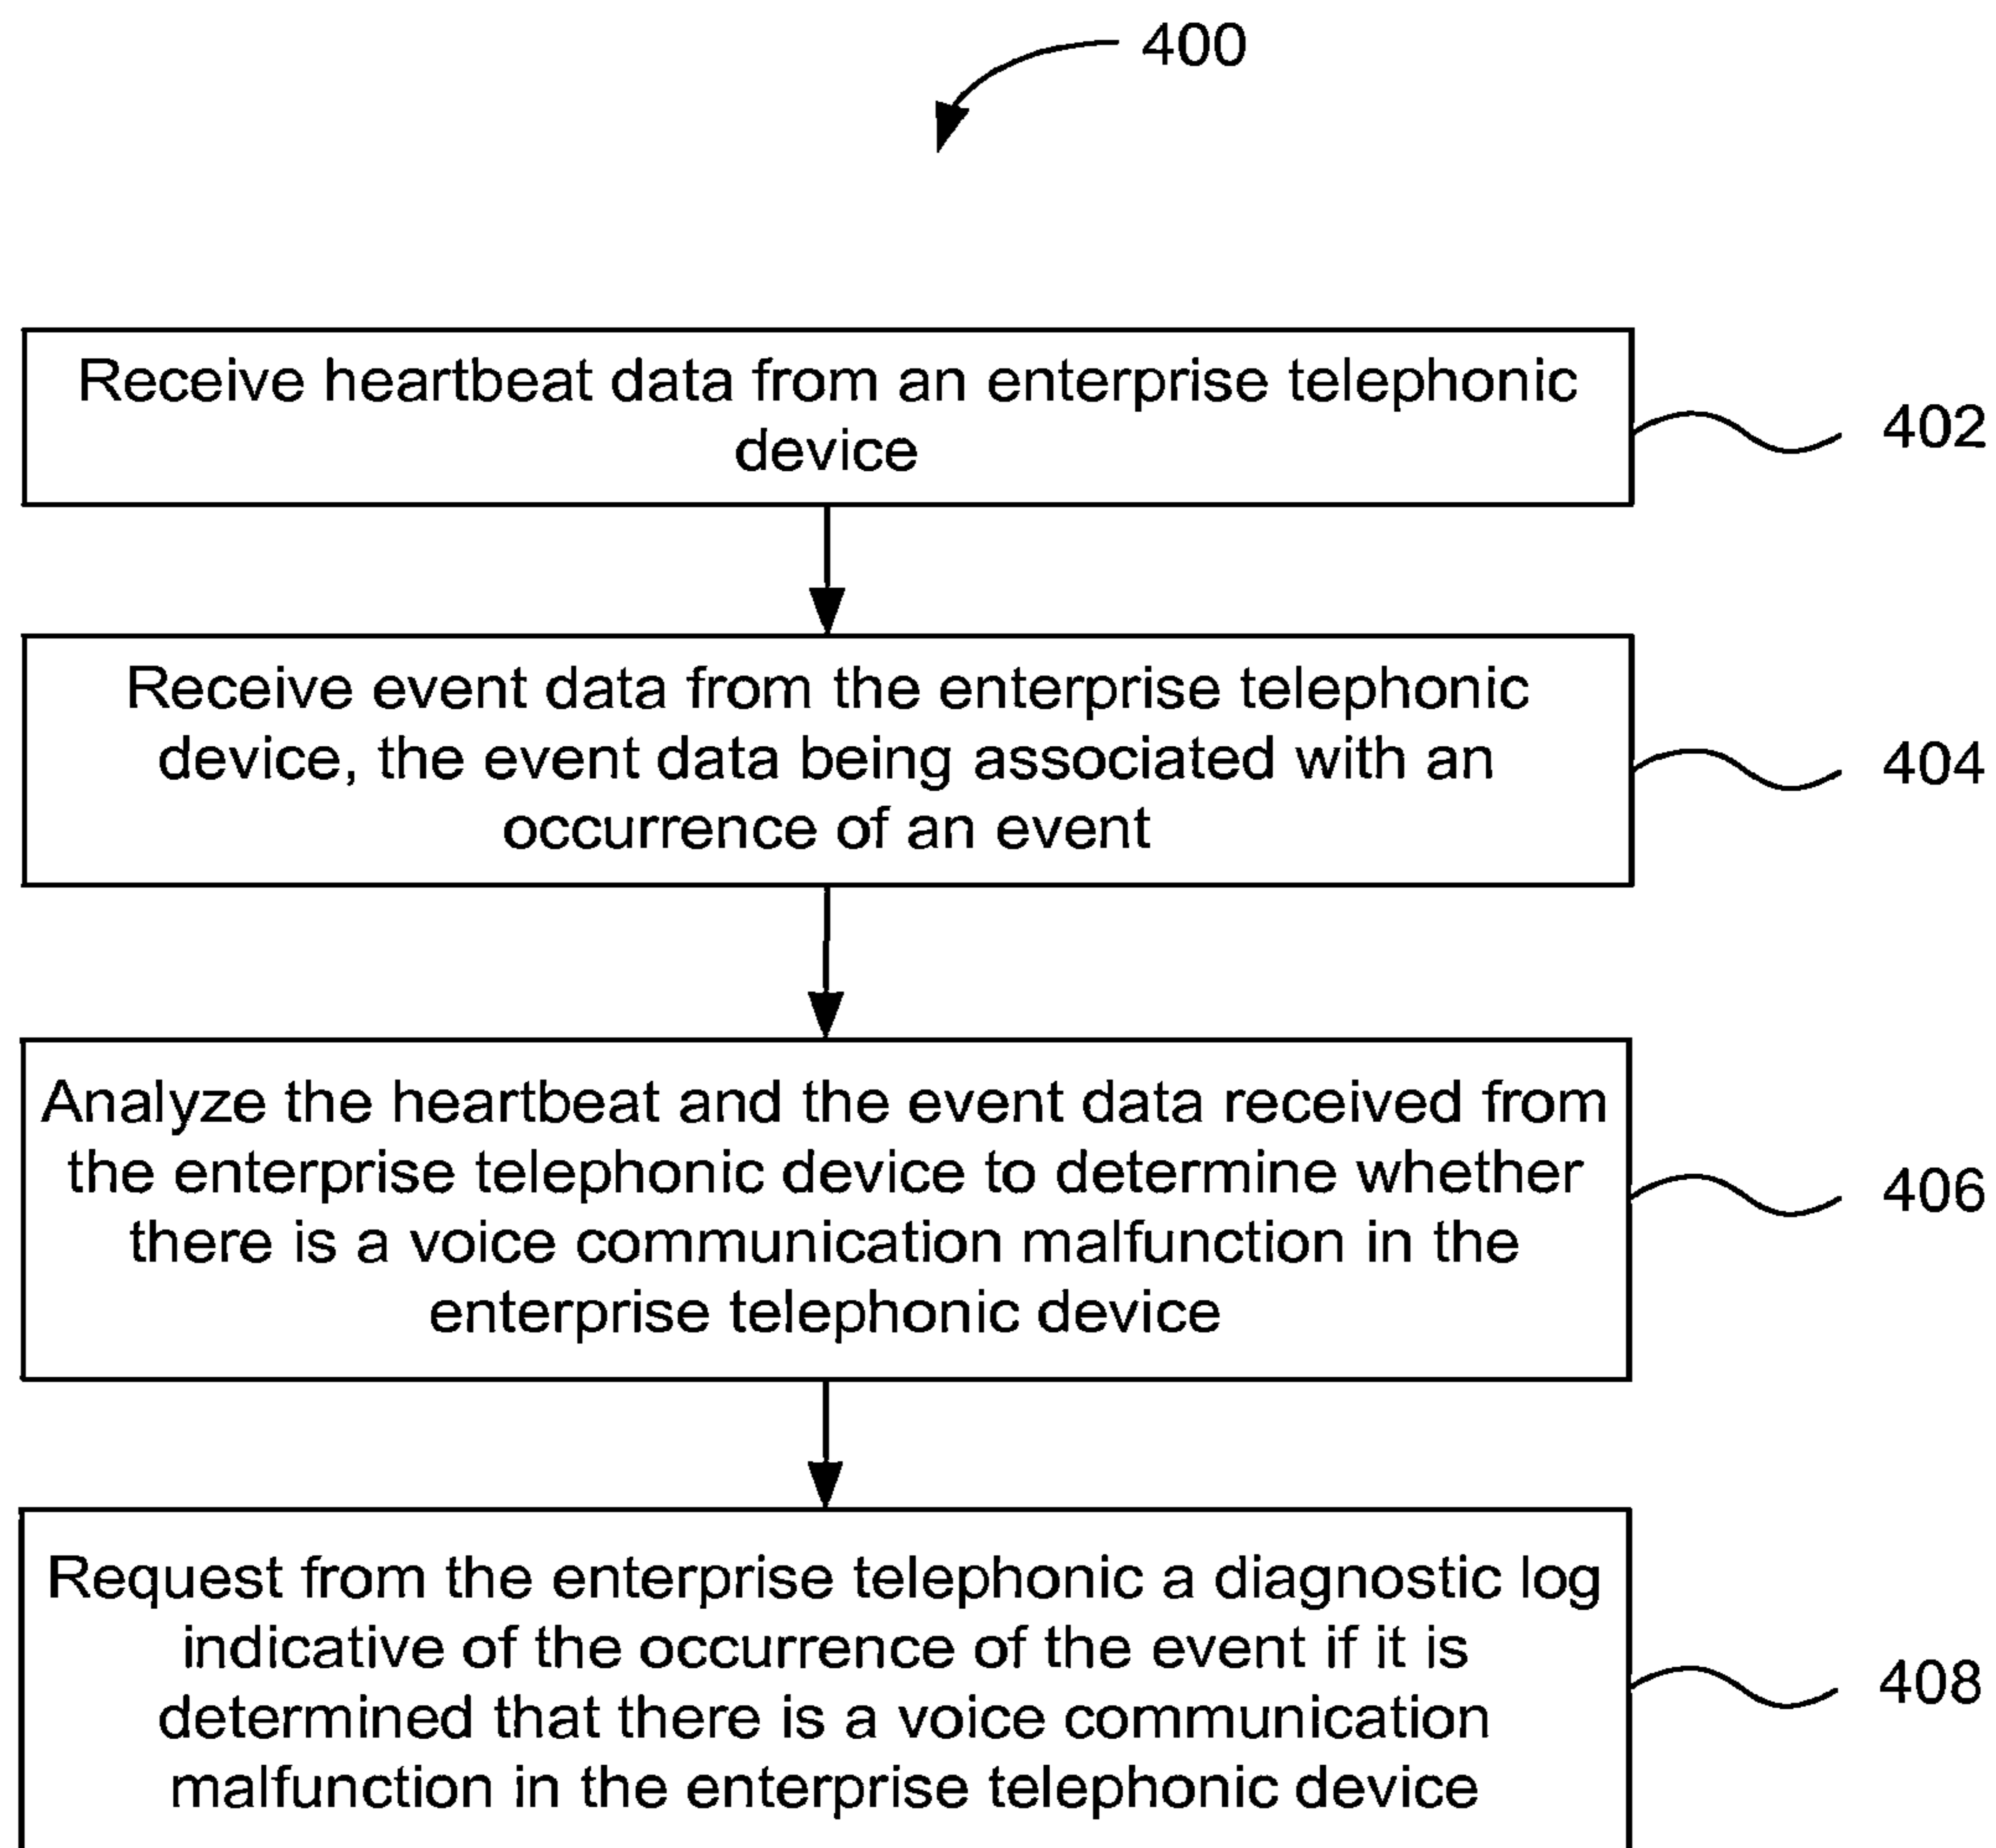 400
Receive heartbeat data from an enterprise telephonic
device
402
Receive event data from the enterprise telephonic
device, the event data being associated with an
occurrence of an event
404
Analyze the heartbeat and the event data received from
the enterprise telephonic device to determine whether
there is a voice communication malfunction in the
enterprise telephonic device
406
Request from the enterprise telephonic a diagnostic log
indicative of the occurrence of the event if it is
determined that there is a voice communication
malfunction in the enterprise telephonic device
408